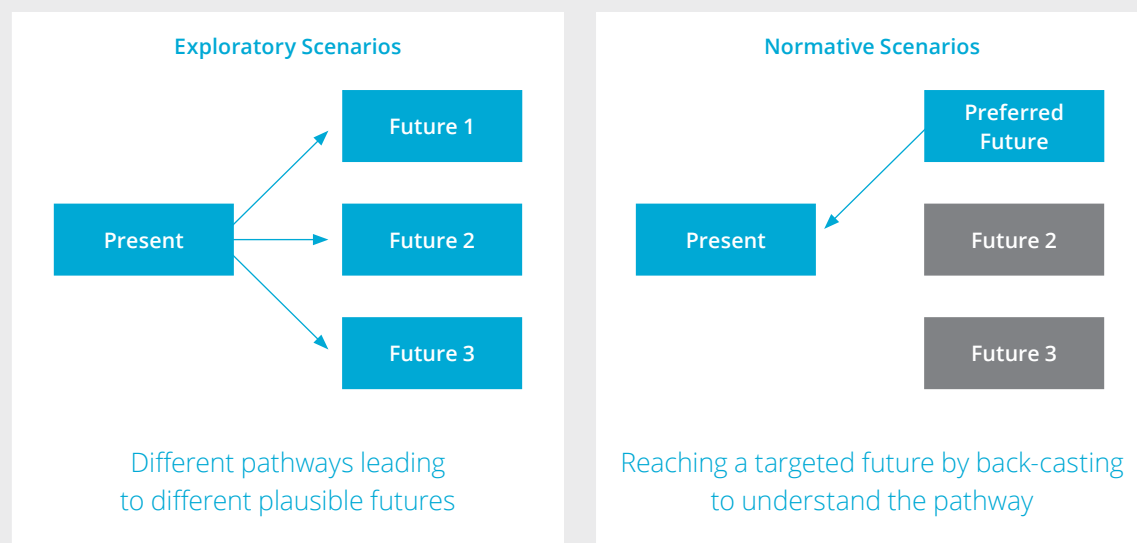 Exploratory Scenarios
Future 1
Present
Future 2
Future 3
Different pathways leading
to different plausible futures
Normative Scenarios
Preferred
Future
Present
Future 2
Future 3
Reaching a targeted future by back-casting
to understand the pathway